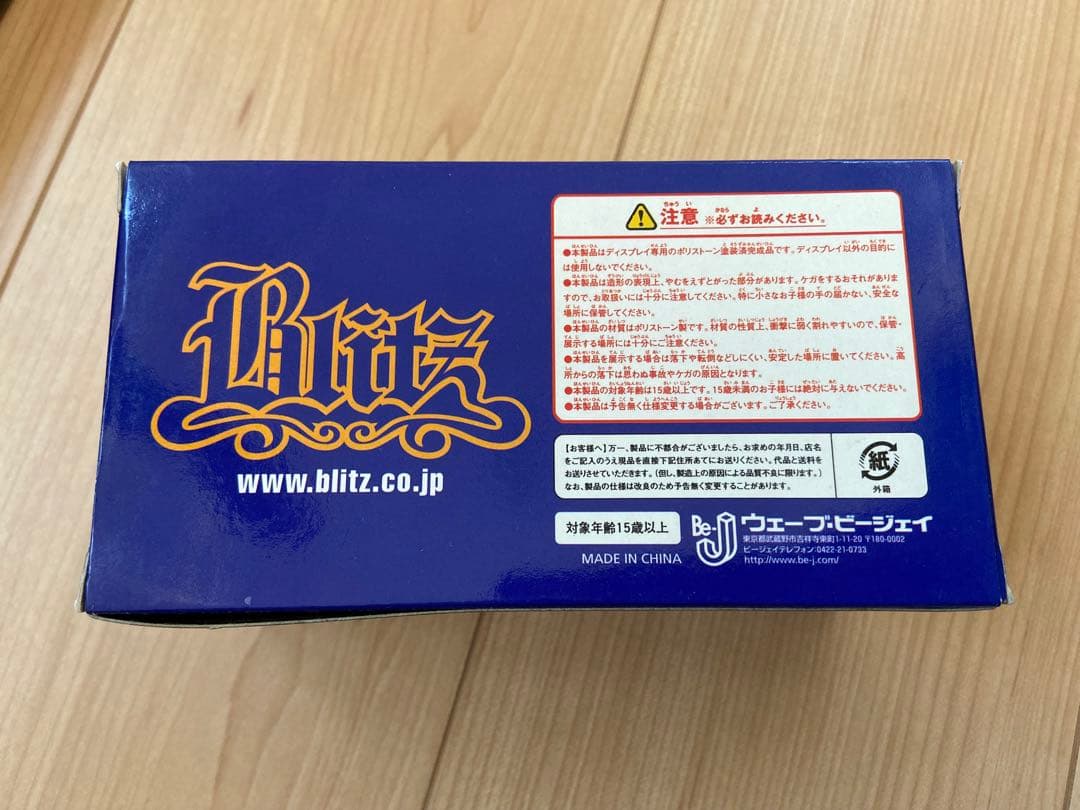 Blitz
www.blitz.co.jp
注意 ※必ずお読みください。
●本製品はディスプレイ専用のポリストーン塗装済完成品です。ディスプレイ以外の目的に
は使用しないでください。
●本製品は造形の表現上、やむをえずとがった部分があります。ケガをするおそれがありま
すので、お取扱いには十分に注意してください。特に小さなお子様の手の届かない、安全な
場所に保管してください。
●本製品の材質はポリストーン製です。材質の性質上、衝撃に弱く割れやすいので、保管・
展示する場所には十分にご注意ください。
●本製品を展示する場合は落下や転倒などしにくい、安定した場所に置いてください。高
所からの落下は思わぬ事故やケガの原因となります。
●本製品の対象年齢は15歳以上です。15歳未満のお子様には絶対に与えないでください。
●本製品は予告無く仕様変更する場合がございます。ご了承ください。
【お客様へ】万一、製品に不都合がございましたら、お求めの年月日、店名
をご記入のうえ現品を直接下記住所あてにお送りください。代品と送料を
お送りさせていただきます。(但し、製造上の原因による品質不良に限ります。)
なお、製品の仕様は改良のため予告無く変更することがあります。
紙
外箱
対象年齢15歳以上
MADE IN CHINA
Be-J
ウェーブ・ビージェイ
東京都武蔵野市吉祥寺東町1-11-20 〒180-0002
ビージェイテレフォン:0422-21-0733
http://www.be-j.com/